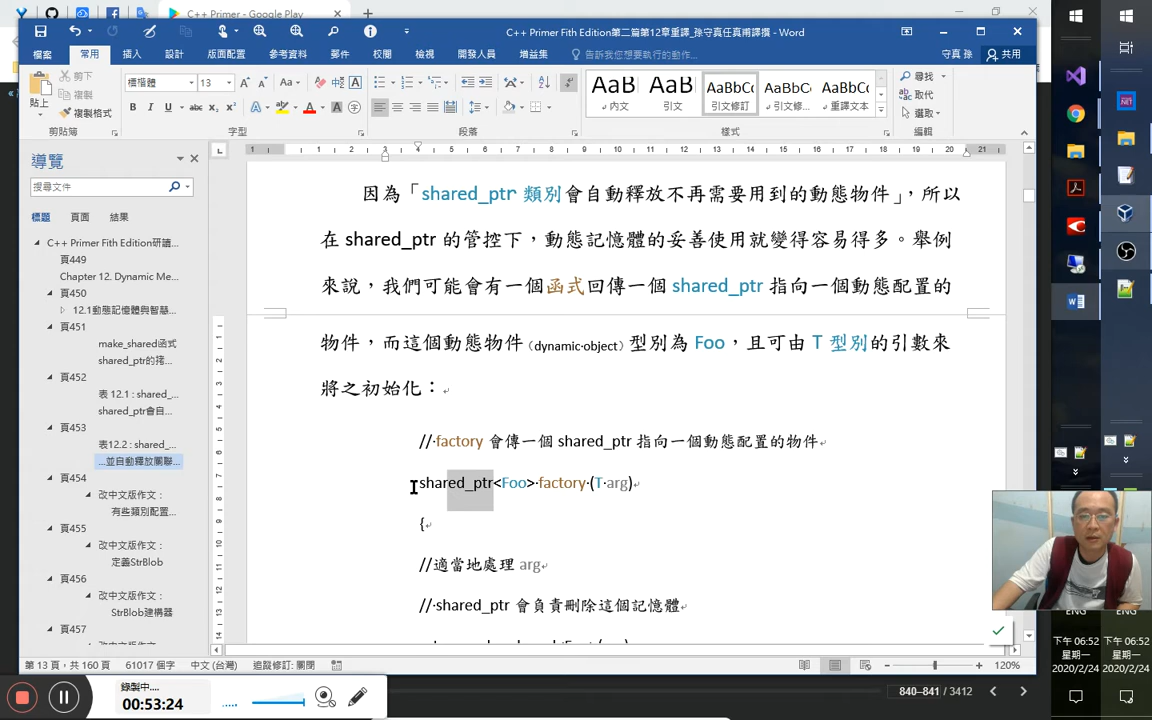 C++ Primer - Google Play
C++ Primer Fifth Edition第二篇第12章重譯_孫守真任真甫譯撰 - Word
檔案
常用
插入
設計
版面配置
參考資料
郵件
校閱
檢視
開發人員
增益集
告訴我您想要執行的動作...
守真 孫
共用
貼上
剪下
複製
複製格式
剪貼簿
標楷體
13
字型
段落
AaB
AaB
AaBbC
AaBbC
AaBbC
內文
引文
引文修訂
引文修...
重譯文本
樣式
尋找
取代
選取
編輯
導覽
搜尋文件
標題
頁面
結果
C++ Primer Fith Edition研讀...
頁449
Chapter 12. Dynamic Me...
頁450
12.1動態記憶體與智慧...
頁451
make_shared函式
shared_ptr的拷...
頁452
表 12.1 : shared_...
shared_ptr會自...
頁453
表12.2 : shared_...
...並自動釋放關聯...
頁454
改中文版作文：
有些類別配置...
頁455
改中文版作文：
定義StrBlob
頁456
改中文版作文：
StrBlob建構器
頁457
因為「shared_ptr 類別會自動釋放不再需要用到的動態物件」，所以
在 shared_ptr 的管控下，動態記憶體的妥善使用就變得容易得多。舉例
來說，我們可能會有一個函式回傳一個 shared_ptr 指向一個動態配置的
物件，而這個動態物件（dynamic object）型別為 Foo，且可由 T 型別的引數來
將之初始化：
// factory 會傳一個 shared_ptr 指向一個動態配置的物件
shared_ptr<Foo> factory (T arg)
{
//適當地處理 arg
// shared_ptr 會負責刪除這個記憶體
第 13 頁，共 160 頁
61017 個字
中文 (台灣)
追蹤修訂: 關閉
120%
錄製中....
00:53:24
840–841 / 3412
ENG
ENG
下午 06:52
下午 06:52
星期一
星期一
2020/2/24
2020/2/24